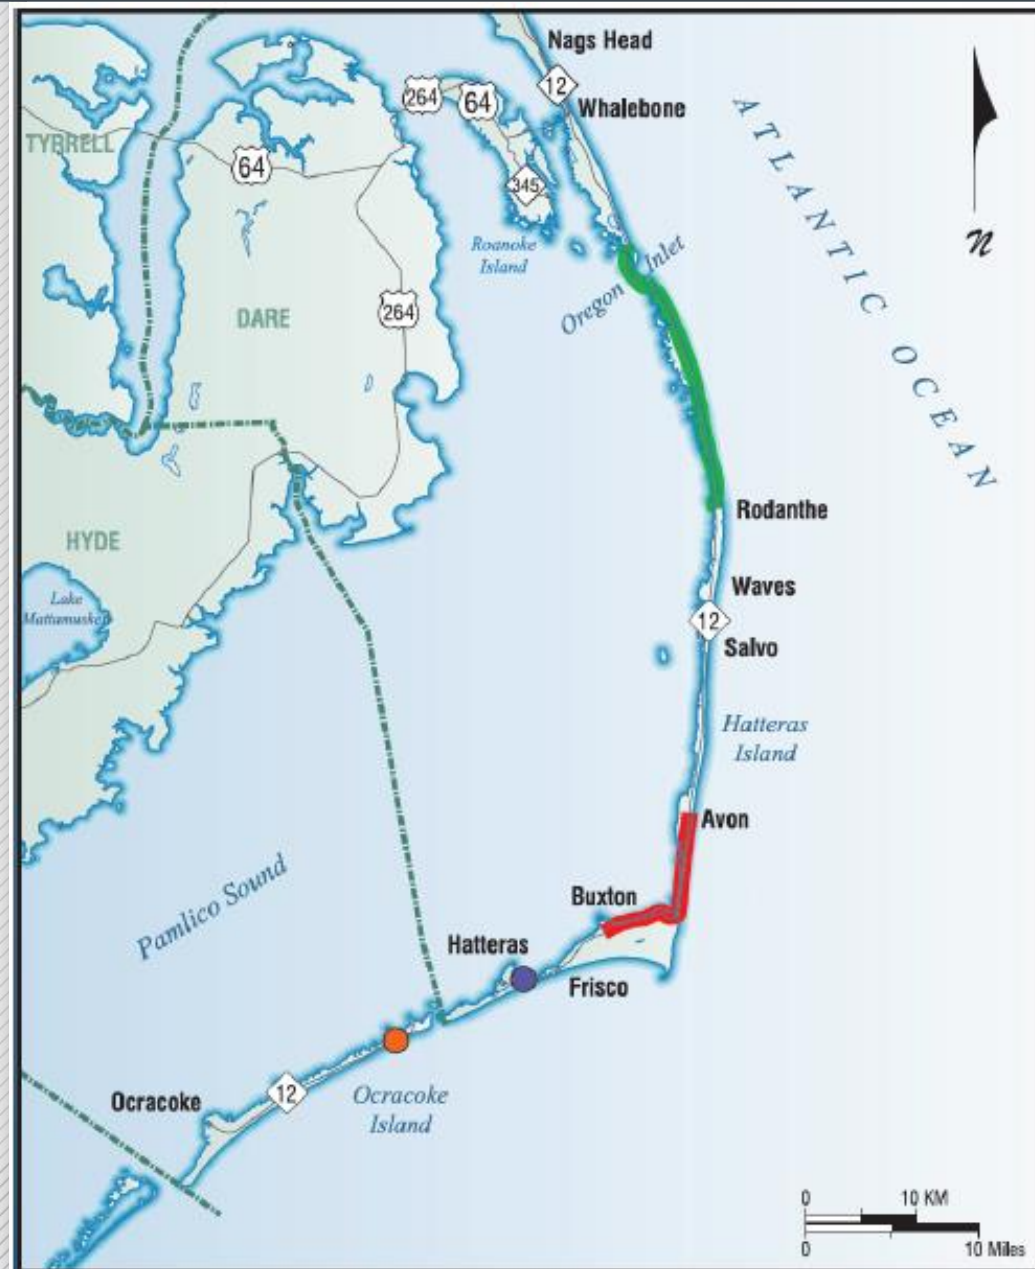 Nags Head
12
Whalebone
264
64
TYRRELL
64
345
Roanoke
Island
ATLANTIC OCEAN
N
Oregon Inlet
DARE
264
Rodanthe
HYDE
Waves
Lake
Mattamuskeet
12
Salvo
Hatteras
Island
Avon
Pamlico Sound
Buxton
Hatteras
Frisco
Ocracoke
12
Ocracoke
Island
0 10 KM
0 10 Miles